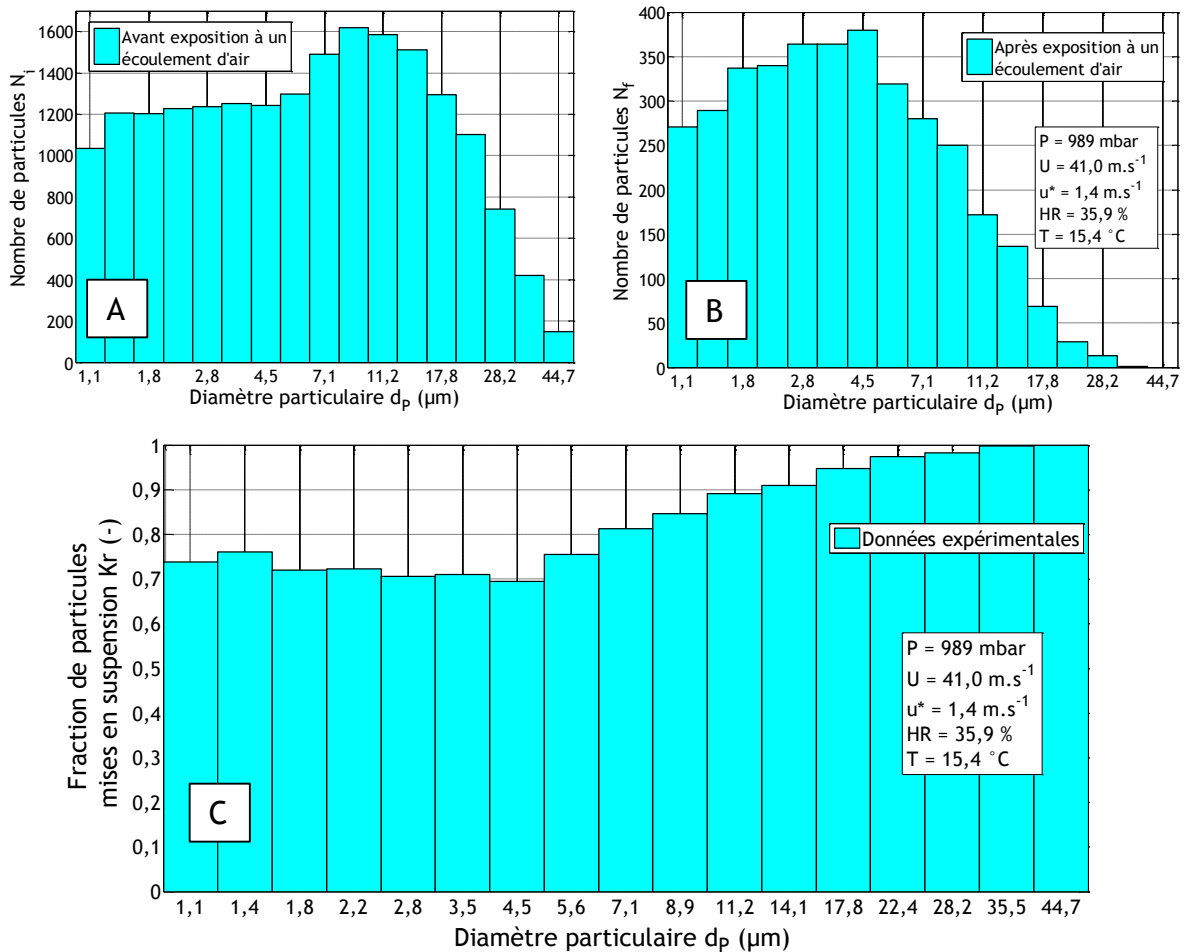 1600
1400
1200
1000
800
600
400
200
0
Nombre de particules Ni
Avant exposition à un
écoulement d'air
A
1,1 1,8 2,8 4,5 7,1 11,2 17,8 28,2 44,7
Diamètre particulaire dP (µm)
400
350
300
250
200
150
100
50
0
Nombre de particules Nf
Après exposition à un
écoulement d'air
P = 989 mbar
U = 41,0 m.s-1
u* = 1,4 m.s-1
HR = 35,9 %
T = 15,4 °C
B
1,1 1,8 2,8 4,5 7,1 11,2 17,8 28,2 44,7
Diamètre particulaire dP (µm)
1
0,9
0,8
0,7
0,6
0,5
0,4
0,3
0,2
0,1
0
Fraction de particules
mises en suspension Kr (-)
Données expérimentales
P = 989 mbar
U = 41,0 m.s-1
u* = 1,4 m.s-1
HR = 35,9 %
T = 15,4 °C
C
1,1 1,4 1,8 2,2 2,8 3,5 4,5 5,6 7,1 8,9 11,2 14,1 17,8 22,4 28,2 35,5 44,7
Diamètre particulaire dP (µm)